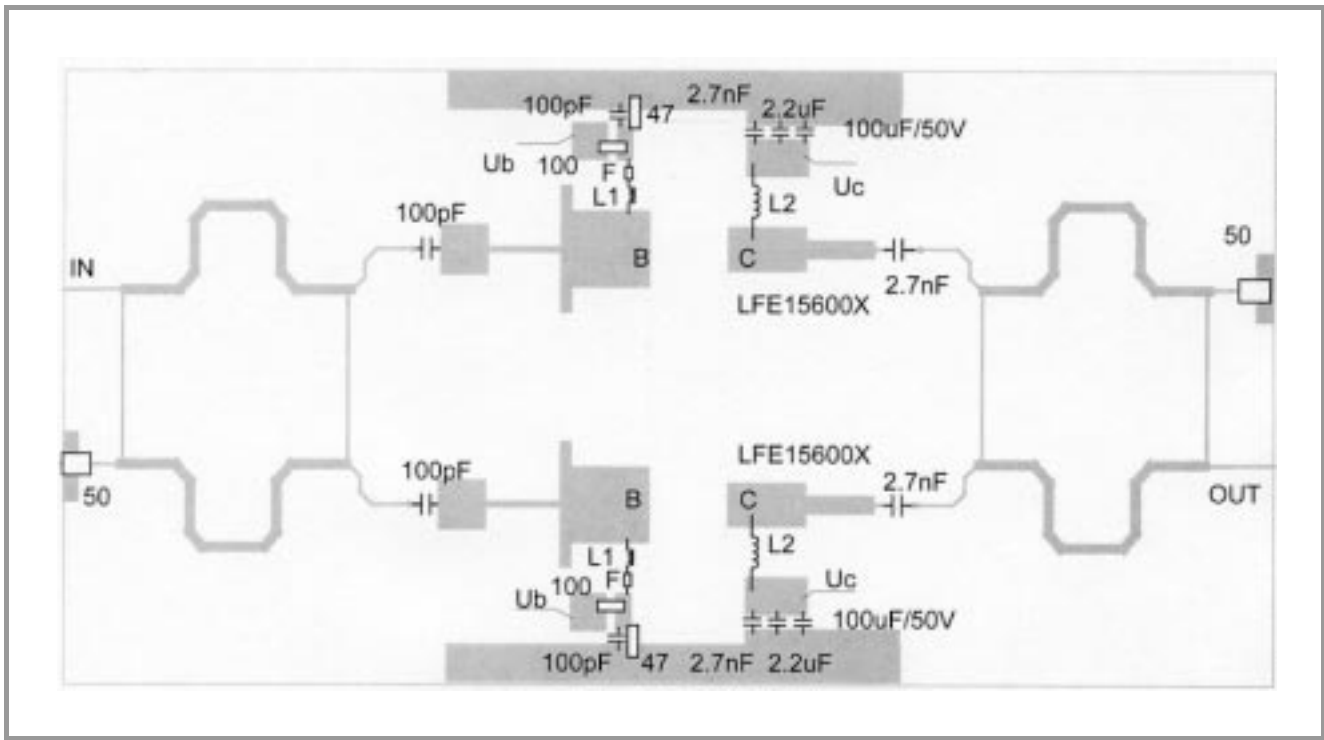 100pF 47 2.7nF 2.2uF 100uF/50V
Ub 100 F L1 Uc L2
100pF
IN B C 2.7nF 50
LFE15600X
LFE15600X
50 100pF B C 2.7nF OUT
L1 L2
Ub 100 F Uc
100uF/50V
100pF 47 2.7nF 2.2uF